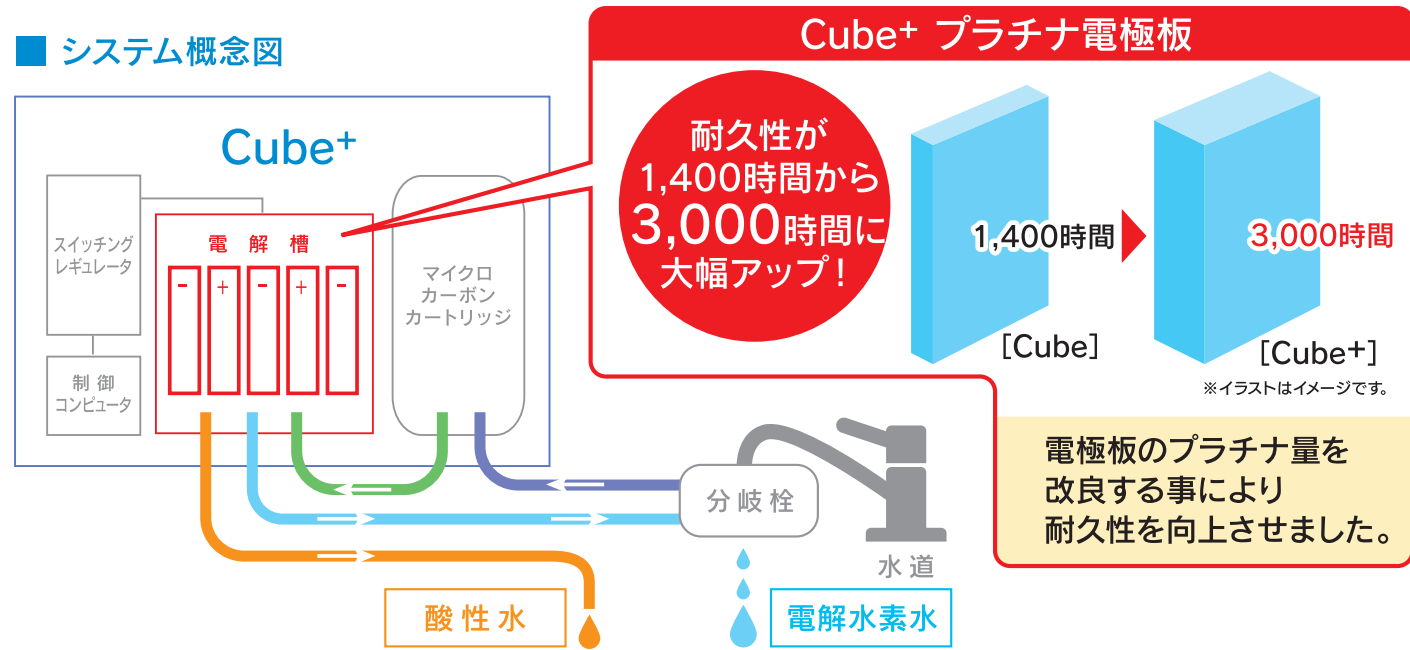 ■ システム概念図
Cube+
スイッチング
レギュレータ
制御
コンピュータ
電解槽
- + - + -
マイクロ
カーボン
カートリッジ
Cube+ プラチナ電極板
耐久性が
1,400時間から
3,000時間に
大幅アップ！
1,400時間
[Cube]
3,000時間
[Cube+]
※イラストはイメージです。
電極板のプラチナ量を
改良する事により
耐久性を向上させました。
分岐栓
水道
酸性水
電解水素水